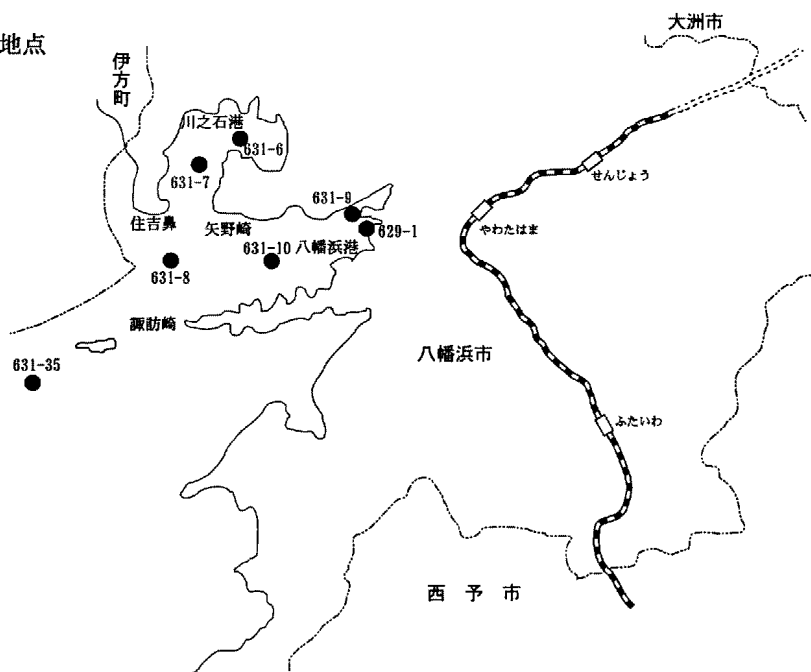 地点
大洲市
伊方町
川之石港
631-6
631-7
せんじょう
631-9
629-1
やわたはま
住吉鼻
矢野崎
631-10
八幡浜港
631-8
諏訪崎
631-35
八幡浜市
ふたいわ
西予市